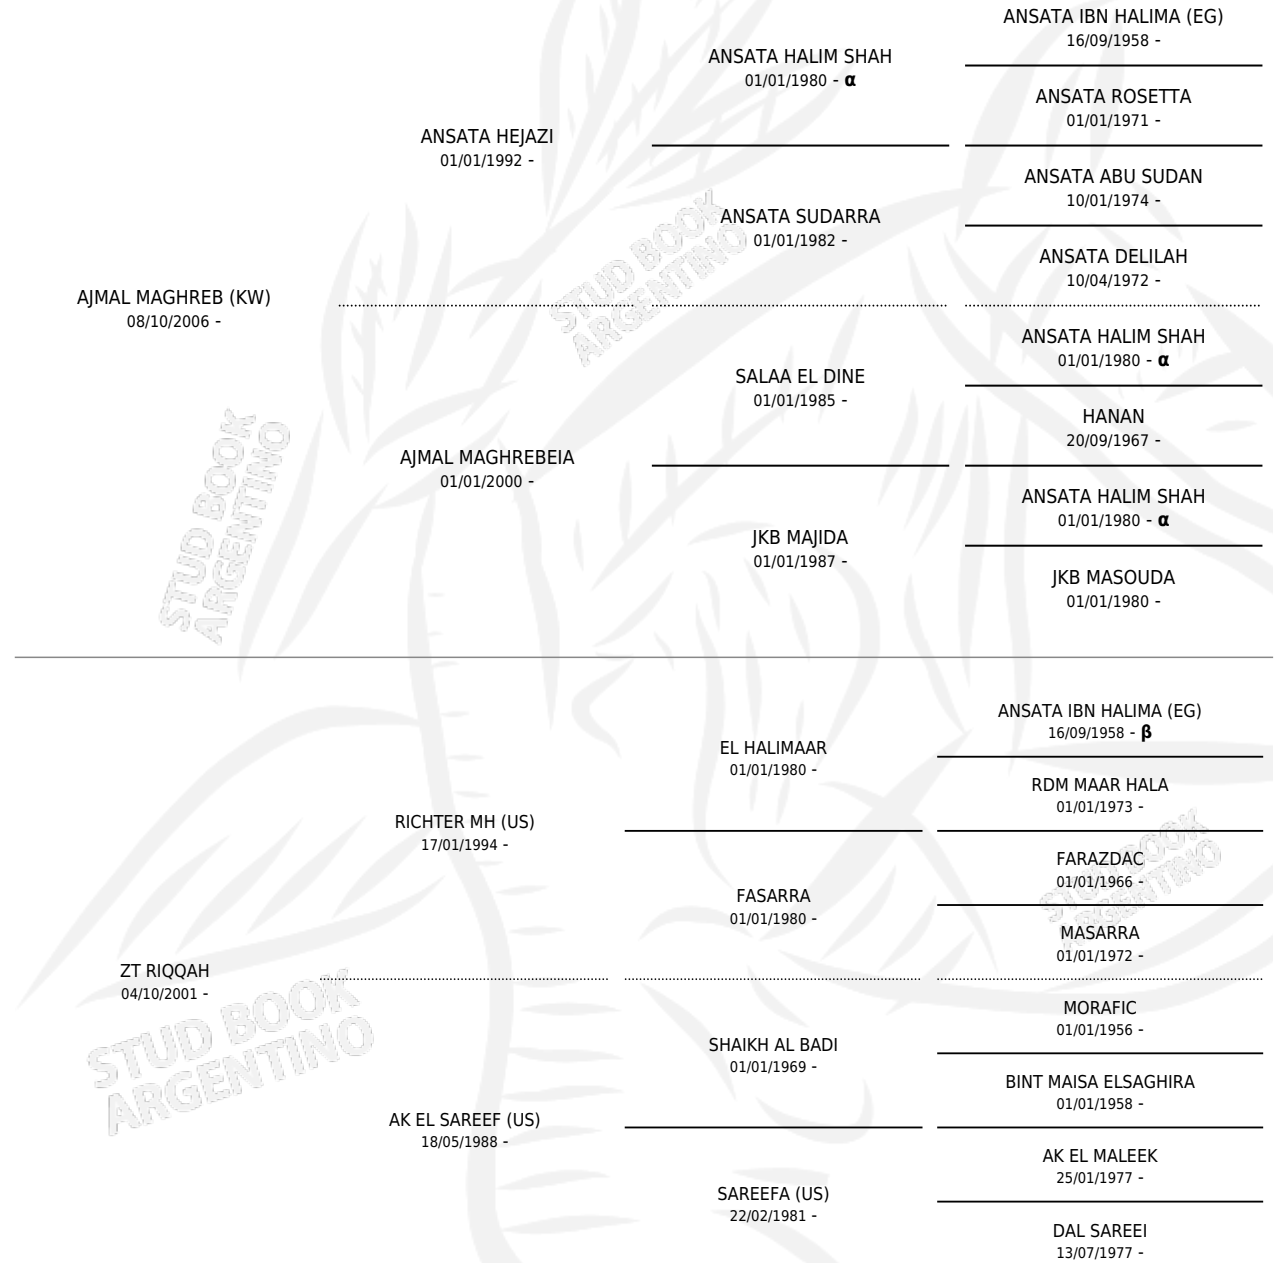 ANSATA IBN HALIMA (EG)
16/09/1958 -
ANSATA HALIM SHAH
01/01/1980 - α
ANSATA ROSETTA
01/01/1971 -
ANSATA HEJAZI
01/01/1992 -
ANSATA ABU SUDAN
10/01/1974 -
ANSATA SUDARRA
01/01/1982 -
ANSATA DELILAH
10/04/1972 -
STUD BOOK
ARGENTINO
AJMAL MAGHREB (KW)
08/10/2006 -
ANSATA HALIM SHAH
01/01/1980 - α
SALAA EL DINE
01/01/1985 -
HANAN
20/09/1967 -
AJMAL MAGHREBEIA
01/01/2000 -
ANSATA HALIM SHAH
01/01/1980 - α
JKB MAJIDA
01/01/1987 -
JKB MASOUDA
01/01/1980 -
STUD BOOK
ARGENTINO
ANSATA IBN HALIMA (EG)
16/09/1958 - β
EL HALIMAAR
01/01/1980 -
RDM MAAR HALA
01/01/1973 -
RICHTER MH (US)
17/01/1994 -
FARAZDAC
01/01/1966 -
FASARRA
01/01/1980 -
MASARRA
01/01/1972 -
STUD BOOK
ARGENTINO
ZT RIQQAH
04/10/2001 -
MORAFIC
01/01/1956 -
SHAIKH AL BADI
01/01/1969 -
BINT MAISA ELSAGHIRA
01/01/1958 -
AK EL SAREEF (US)
18/05/1988 -
AK EL MALEEK
25/01/1977 -
SAREEFA (US)
22/02/1981 -
DAL SAREEI
13/07/1977 -
STUD BOOK
ARGENTINO